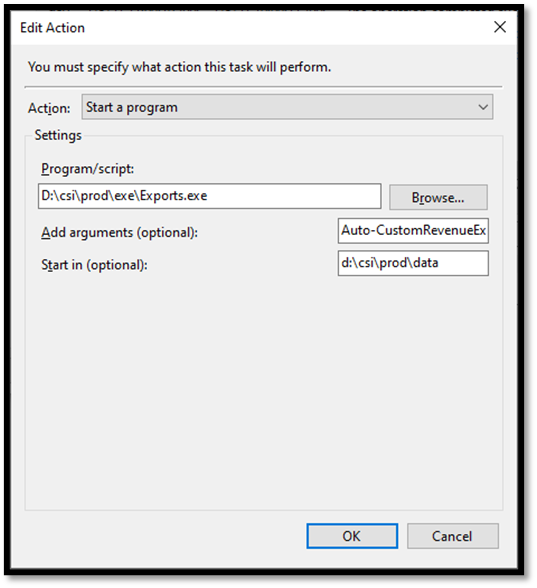 Edit Action
You must specify what action this task will perform.
Action: Start a program
Settings
Program/script:
D:\csi\prod\exe\Exports.exe Browse...
Add arguments (optional): Auto-CustomRevenueEx
Start in (optional): d:\csi\prod\data
OK Cancel